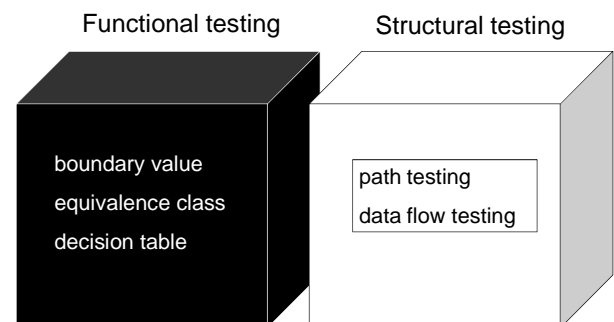 Functional testing
Structural testing
boundary value
equivalence class
decision table
path testing
data flow testing